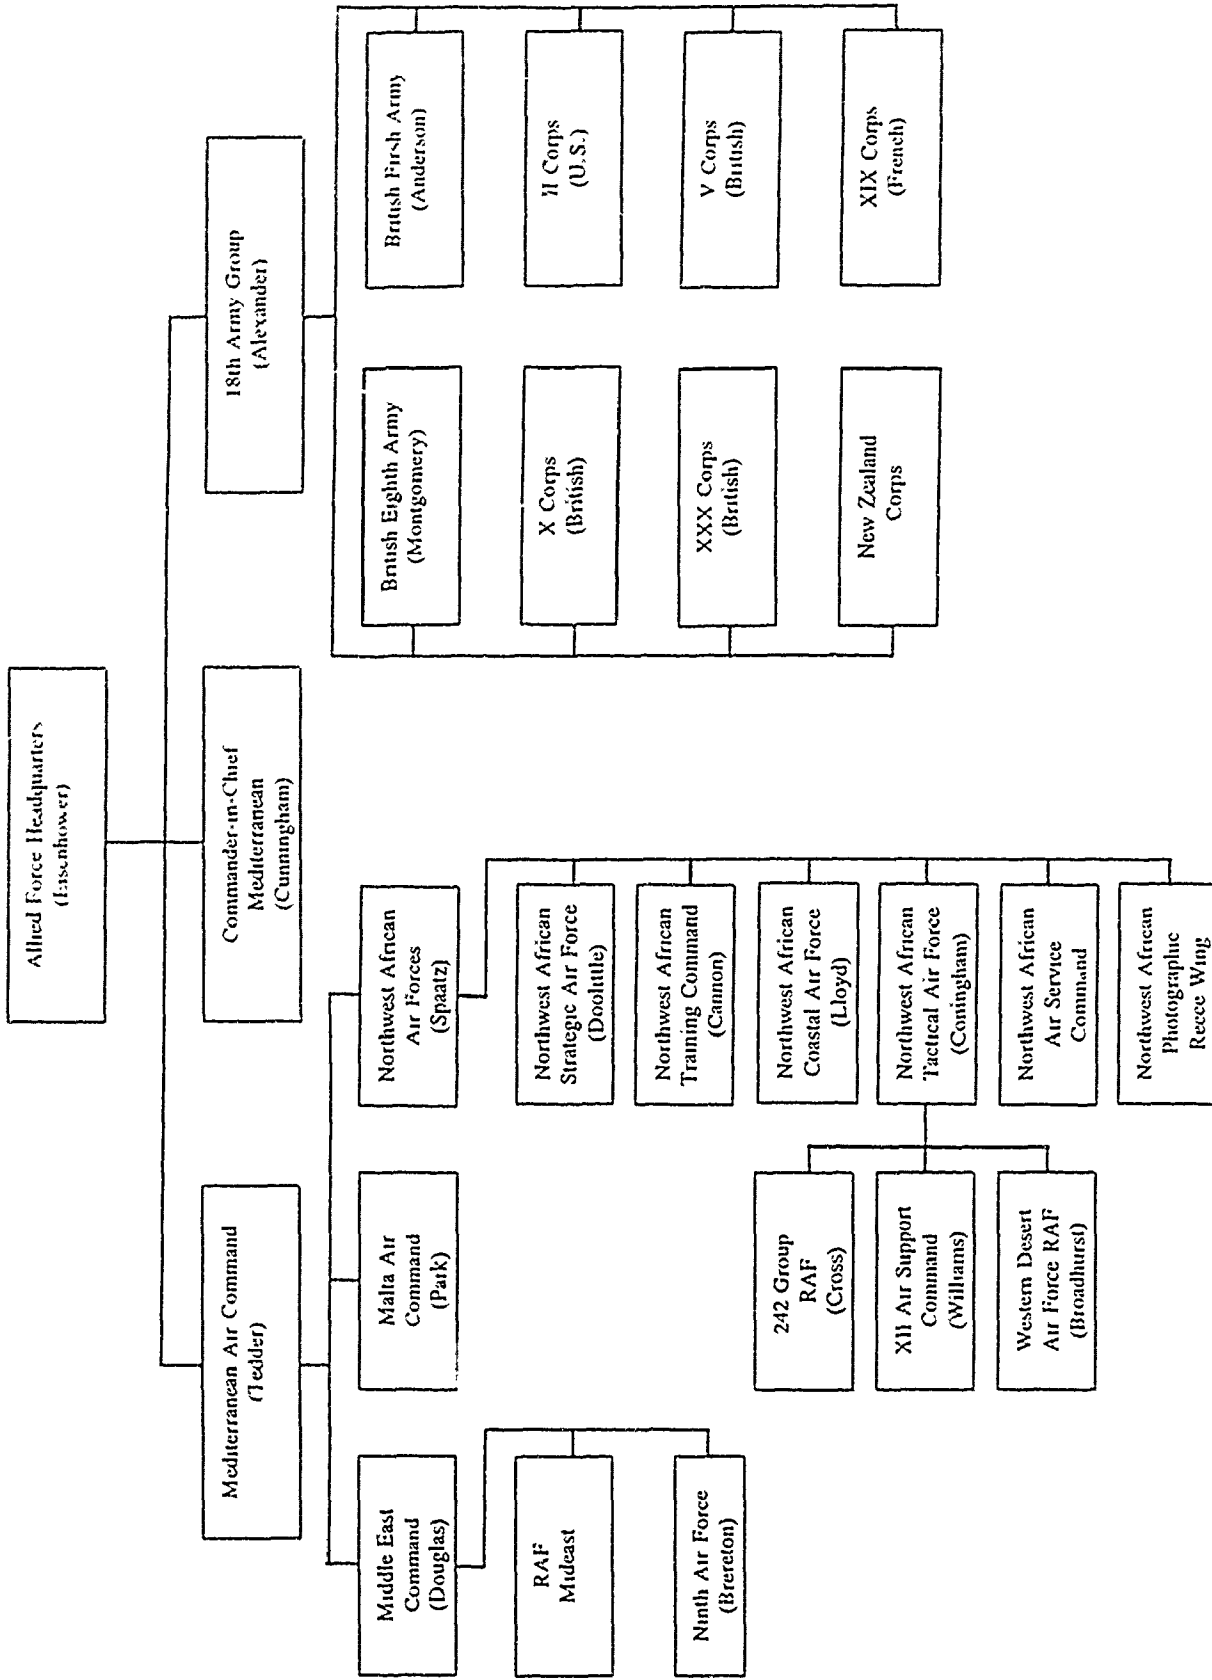 Allied Force Headquarters
(Eisenhower)
Mediterranean Air Command
(Tedder)
Commander-in-Chief
Mediterranean
(Cunningham)
18th Army Group
(Alexander)
Middle East
Command
(Douglas)
Malta Air
Command
(Park)
Northwest African
Air Forces
(Spaatz)
British Eighth Army
(Montgomery)
British First Army
(Anderson)
RAF
Mideast
Ninth Air Force
(Brereton)
Northwest African
Strategic Air Force
(Doolittle)
Northwest African
Training Command
(Cannon)
Northwest African
Coastal Air Force
(Lloyd)
Northwest African
Tactical Air Force
(Coningham)
Northwest African
Air Service
Command
Northwest African
Photographic
Recce Wing
242 Group
RAF
(Cross)
XII Air Support
Command
(Williams)
Western Desert
Air Force RAF
(Broadhurst)
X Corps
(British)
XXX Corps
(British)
New Zealand
Corps
II Corps
(U.S.)
V Corps
(British)
XIX Corps
(French)